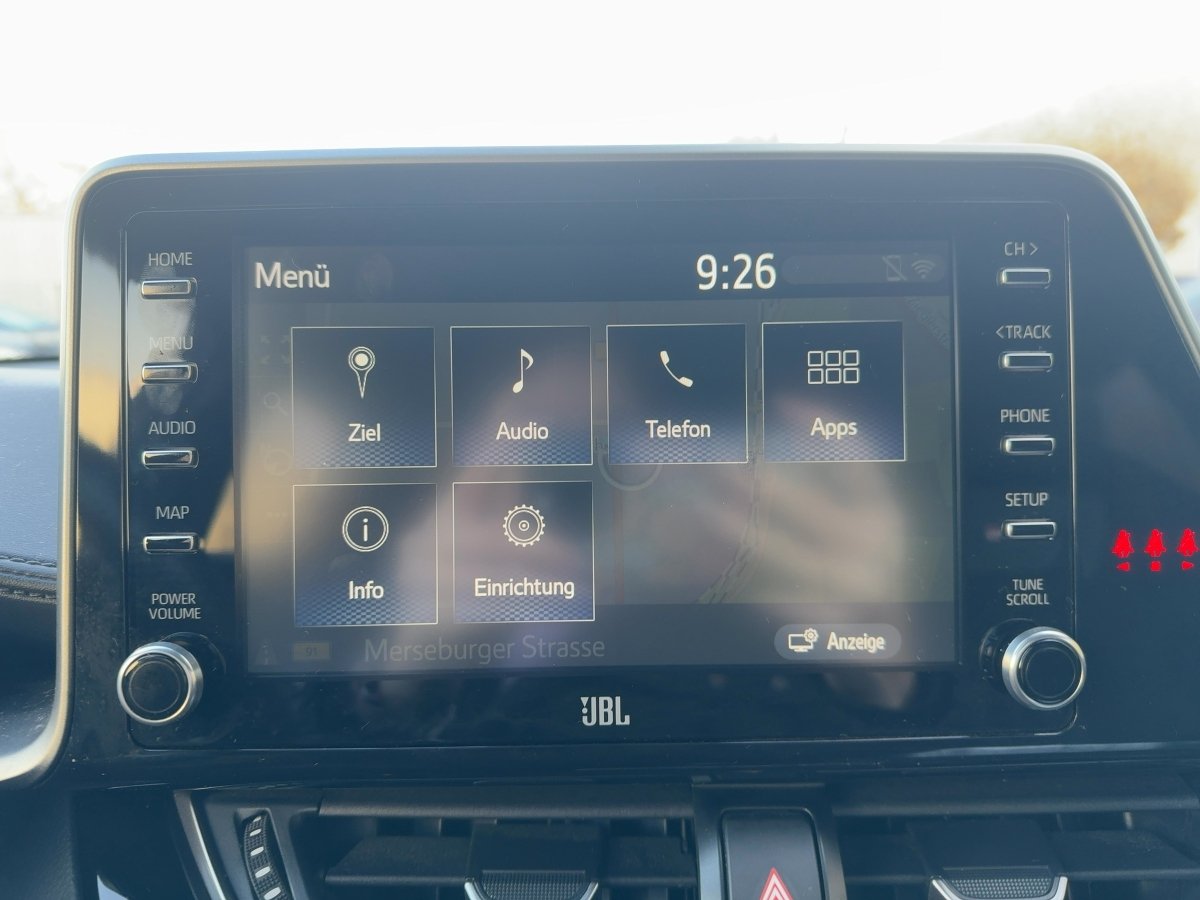 HOME
MENU
AUDIO
MAP
POWER
VOLUME
Menü
9:26
Ziel
Audio
Telefon
Apps
Info
Einrichtung
91
Merseburger Strasse
Anzeige
JBL
CH >
<TRACK
PHONE
SETUP
TUNE
SCROLL